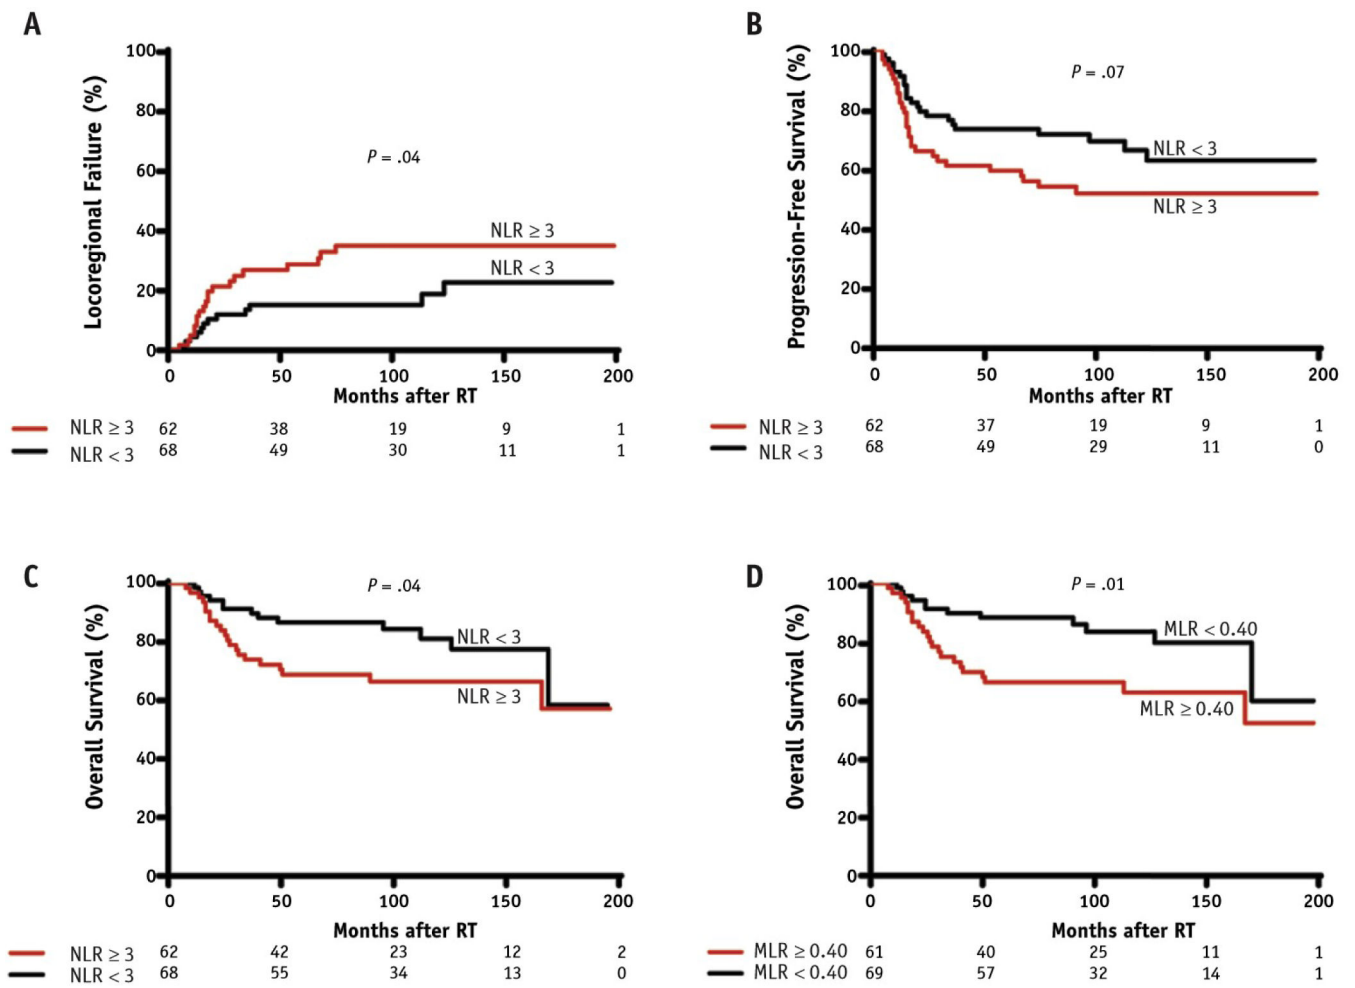 A
Locoregional Failure (%)
100
80
60
40
20
0
P = .04
NLR ≥ 3
NLR < 3
0 50 100 150 200
Months after RT
NLR ≥ 3 62 38 19 9 1
NLR < 3 68 49 30 11 1
B
Progression-Free Survival (%)
100
80
60
40
20
0
P = .07
NLR < 3
NLR ≥ 3
0 50 100 150 200
Months after RT
NLR ≥ 3 62 37 19 9 1
NLR < 3 68 49 29 11 0
C
Overall Survival (%)
100
80
60
40
20
0
P = .04
NLR < 3
NLR ≥ 3
0 50 100 150 200
Months after RT
NLR ≥ 3 62 42 23 12 2
NLR < 3 68 55 34 13 0
D
Overall Survival (%)
100
80
60
40
20
0
P = .01
MLR < 0.40
MLR ≥ 0.40
0 50 100 150 200
Months after RT
MLR ≥ 0.40 61 40 25 11 1
MLR < 0.40 69 57 32 14 1